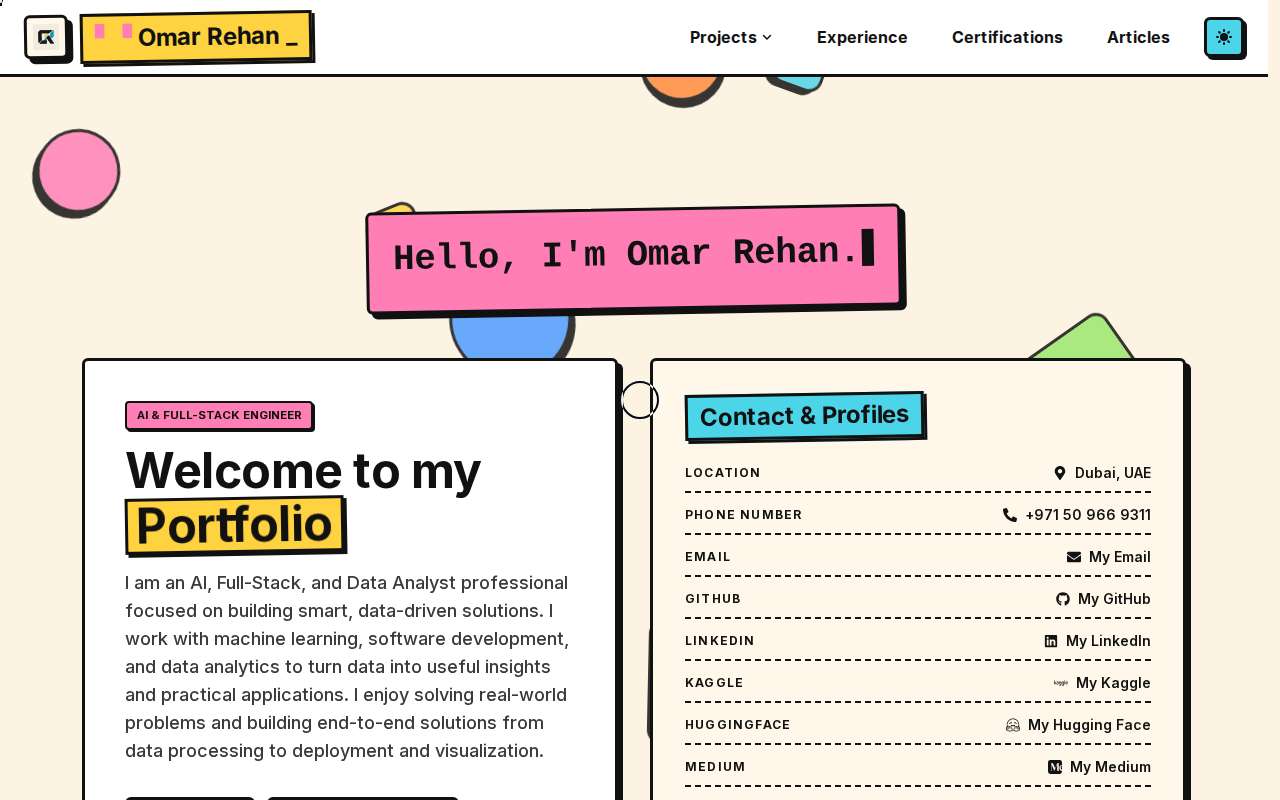 Omar Rehan _
Projects
Experience
Certifications
Articles
Hello, I'm Omar Rehan.
AI & FULL-STACK ENGINEER
Welcome to my
Portfolio
I am an AI, Full-Stack, and Data Analyst professional
focused on building smart, data-driven solutions. I
work with machine learning, software development,
and data analytics to turn data into useful insights
and practical applications. I enjoy solving real-world
problems and building end-to-end solutions from
data processing to deployment and visualization.
Contact & Profiles
LOCATION Dubai, UAE
PHONE NUMBER +971 50 966 9311
EMAIL My Email
GITHUB My GitHub
LINKEDIN My LinkedIn
KAGGLE My Kaggle
HUGGINGFACE My Hugging Face
MEDIUM My Medium